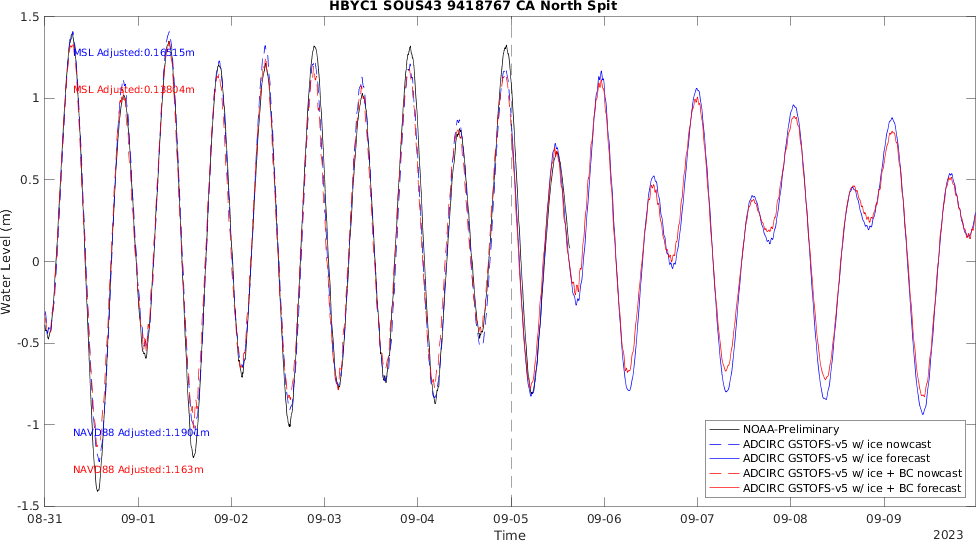 HBYC1 SOUS43 9418767 CA North Spit
1.5
1
0.5
0
-0.5
-1
-1.5
Water Level (m)
MSL Adjusted:0.16515m
MSL Adjusted:0.13804m
NAVD88 Adjusted:1.1901m
NAVD88 Adjusted:1.163m
NOAA-Preliminary
ADCIRC GSTOFS-v5 w/ ice nowcast
ADCIRC GSTOFS-v5 w/ ice forecast
ADCIRC GSTOFS-v5 w/ ice + BC nowcast
ADCIRC GSTOFS-v5 w/ ice + BC forecast
08-31 09-01 09-02 09-03 09-04 09-05 09-06 09-07 09-08 09-09
Time
2023